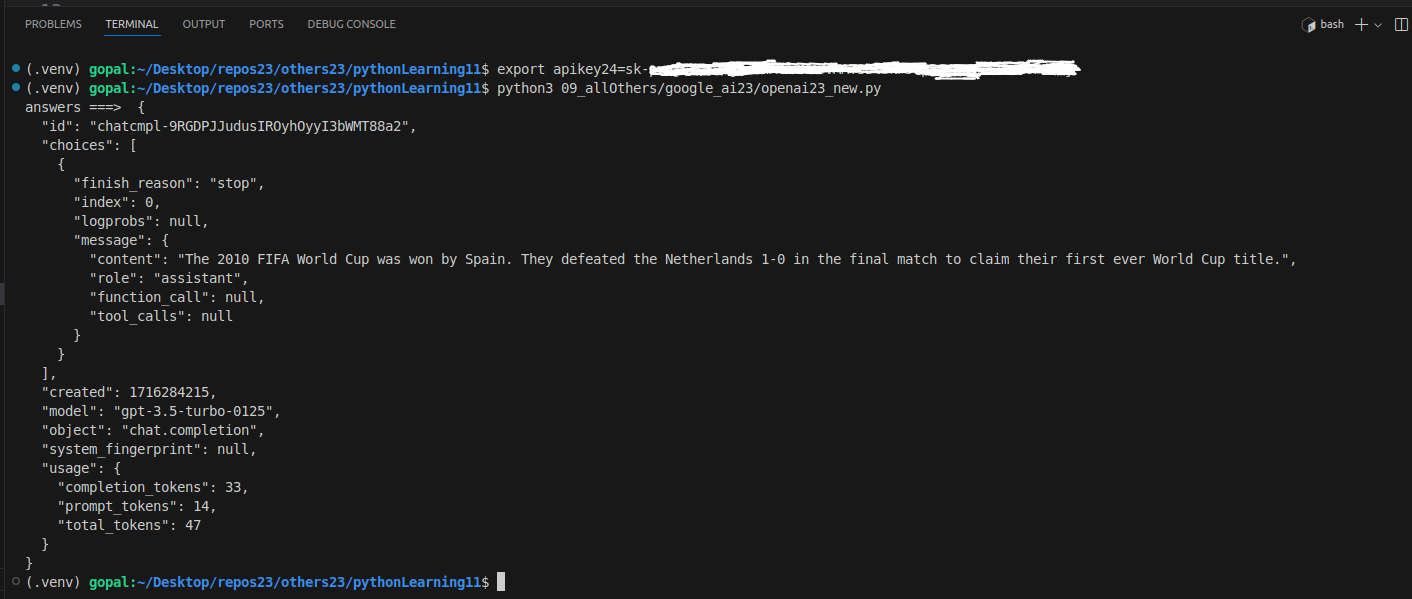 PROBLEMS TERMINAL OUTPUT PORTS DEBUG CONSOLE bash
(.venv) gopal:~/Desktop/repos23/others23/pythonLearning11$ export apikey24=sk-
(.venv) gopal:~/Desktop/repos23/others23/pythonLearning11$ python3 09_allOthers/google_ai23/openai23_new.py
answers ===>  {
  "id": "chatcmpl-9RGDPJJudusIROyhOyyI3bWMT88a2",
  "choices": [
    {
      "finish_reason": "stop",
      "index": 0,
      "logprobs": null,
      "message": {
        "content": "The 2010 FIFA World Cup was won by Spain. They defeated the Netherlands 1-0 in the final match to claim their first ever World Cup title.",
        "role": "assistant",
        "function_call": null,
        "tool_calls": null
      }
    }
  ],
  "created": 1716284215,
  "model": "gpt-3.5-turbo-0125",
  "object": "chat.completion",
  "system_fingerprint": null,
  "usage": {
    "completion_tokens": 33,
    "prompt_tokens": 14,
    "total_tokens": 47
  }
}
(.venv) gopal:~/Desktop/repos23/others23/pythonLearning11$